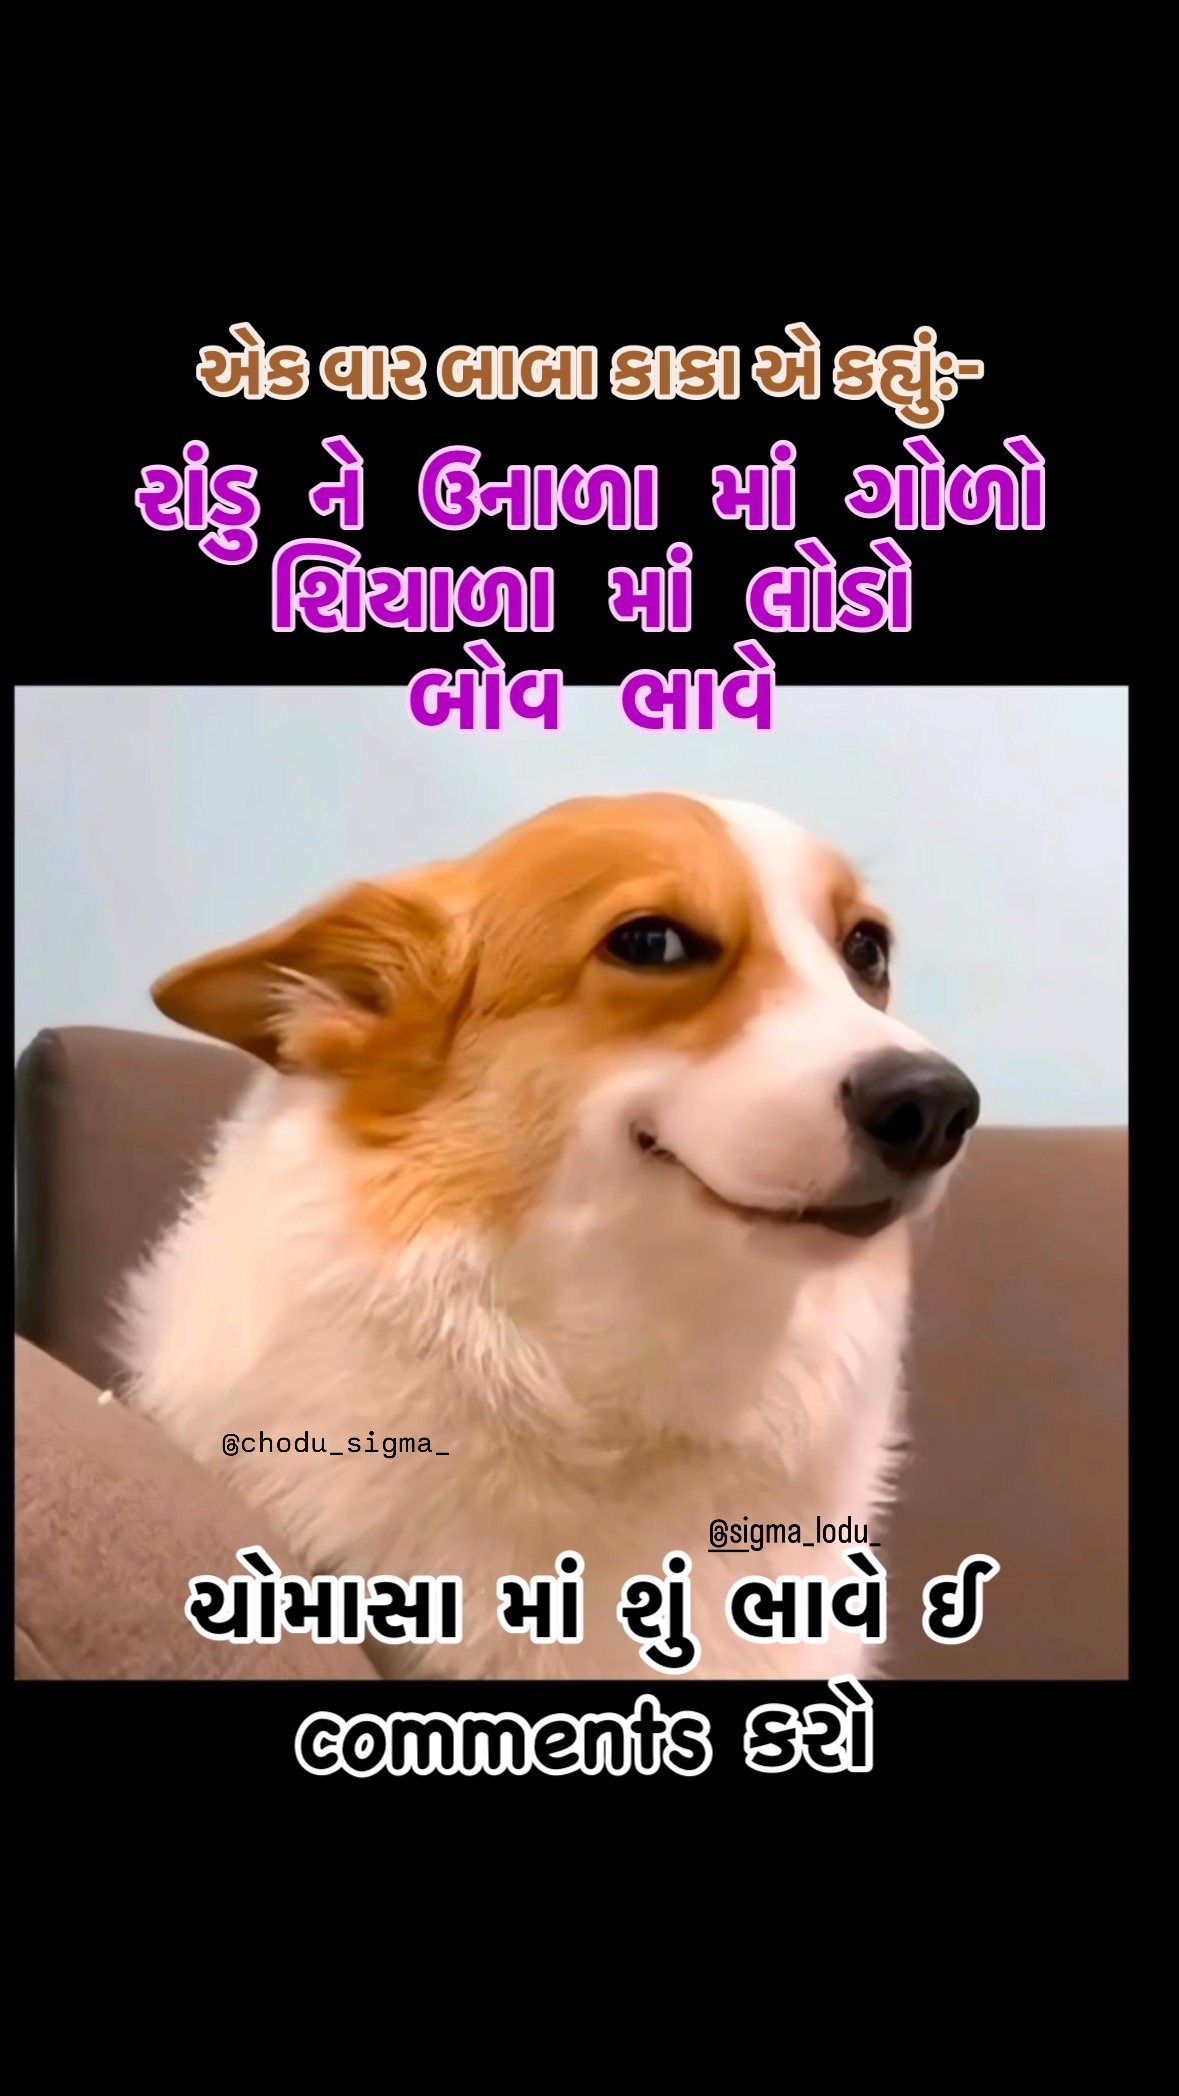 એક વાર બાબા કાકા એ કહ્યુંઃ-
રાંડુ ને ઉનાળા માં ગોળો
શિયાળા માં લોડો
બોવ ભાવે
@chodu_sigma_
@sigma_lodu_
ચોમાસા માં શું ભાવે ઈ
comments કરો